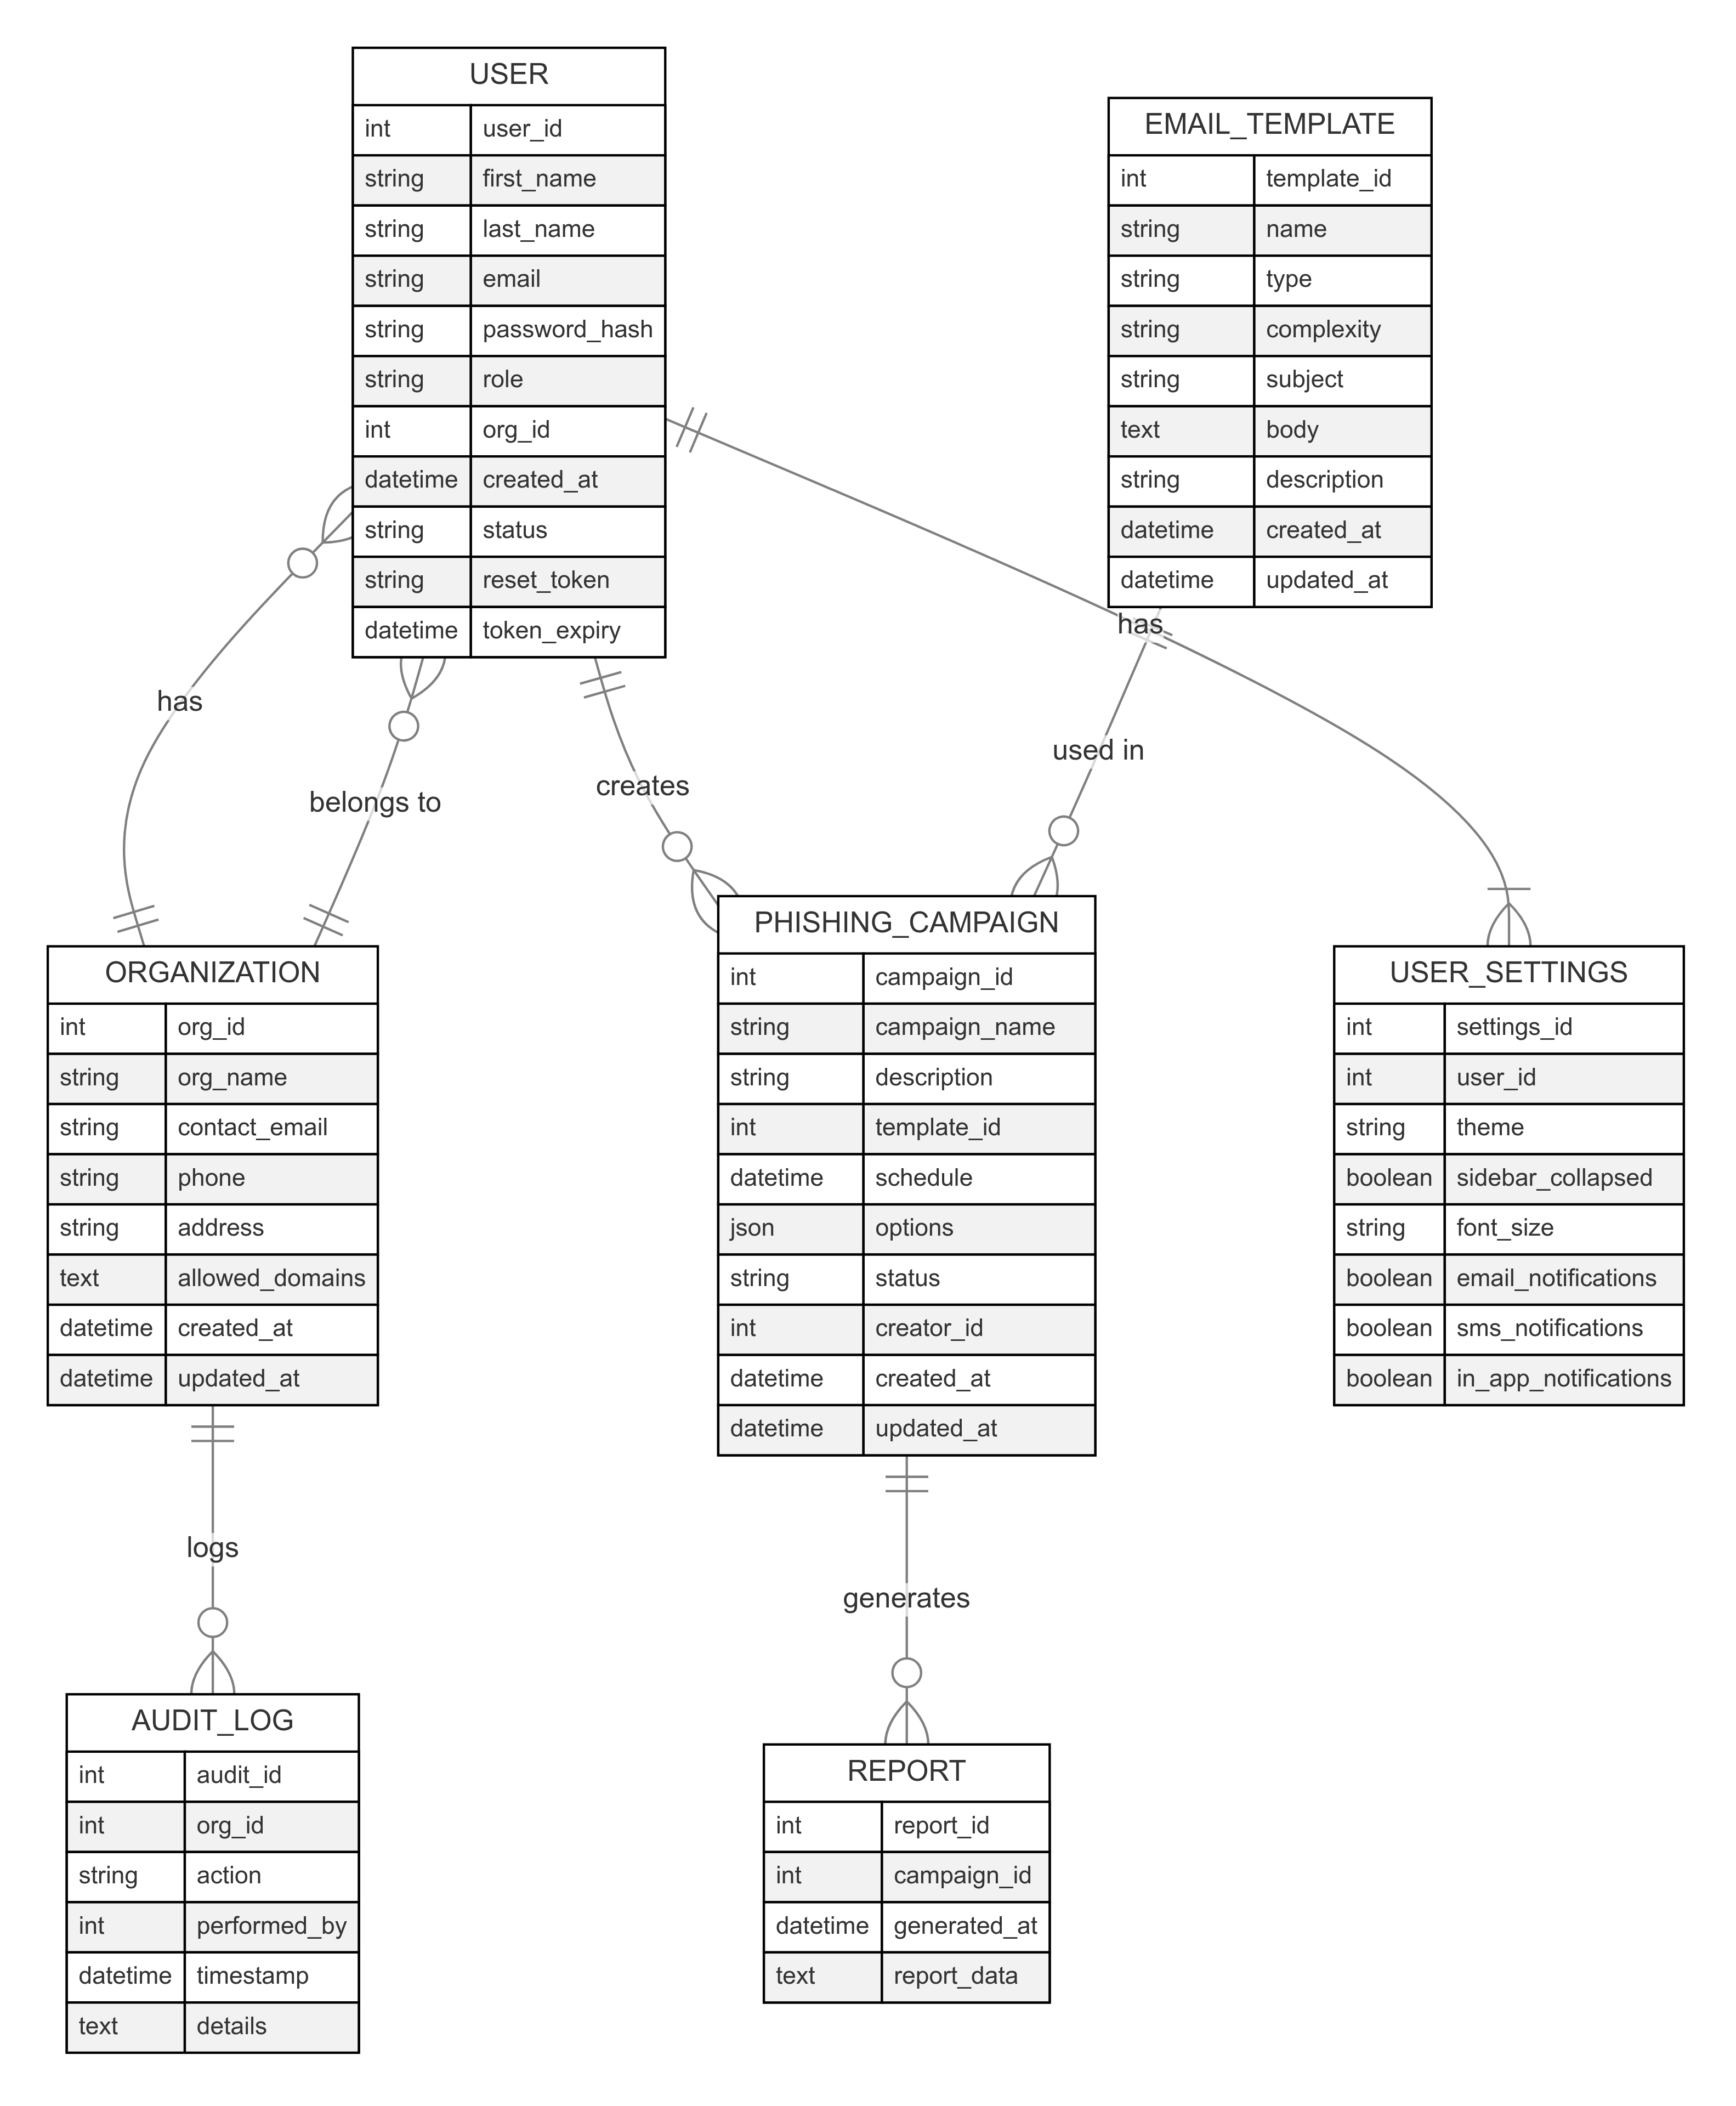 USER
int user_id
string first_name
string last_name
string email
string password_hash
string role
int org_id
datetime created_at
string status
string reset_token
datetime token_expiry
EMAIL_TEMPLATE
int template_id
string name
string type
string complexity
string subject
text body
string description
datetime created_at
datetime updated_at
has
has
belongs to
creates
used in
ORGANIZATION
int org_id
string org_name
string contact_email
string phone
string address
text allowed_domains
datetime created_at
datetime updated_at
PHISHING_CAMPAIGN
int campaign_id
string campaign_name
string description
int template_id
datetime schedule
json options
string status
int creator_id
datetime created_at
datetime updated_at
USER_SETTINGS
int settings_id
int user_id
string theme
boolean sidebar_collapsed
string font_size
boolean email_notifications
boolean sms_notifications
boolean in_app_notifications
logs
generates
AUDIT_LOG
int audit_id
int org_id
string action
int performed_by
datetime timestamp
text details
REPORT
int report_id
int campaign_id
datetime generated_at
text report_data